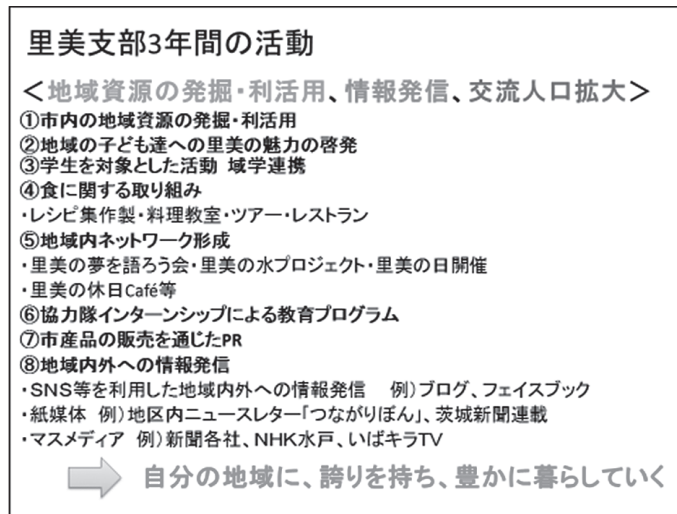 里美支部3年間の活動
＜地域資源の発掘・利活用、情報発信、交流人口拡大＞
①市内の地域資源の発掘・利活用
②地域の子ども達への里美の魅力の啓発
③学生を対象とした活動 域学連携
④食に関する取り組み
・レシピ集作製・料理教室・ツアー・レストラン
⑤地域内ネットワーク形成
・里美の夢を語ろう会・里美の水プロジェクト・里美の日開催
・里美の休日Café等
⑥協力隊インターンシップによる教育プログラム
⑦市産品の販売を通じたPR
⑧地域内外への情報発信
・SNS等を利用した地域内外への情報発信　例）ブログ、フェイスブック
・紙媒体 例）地区内ニュースレター「つながりぽん」、茨城新聞連載
・マスメディア 例）新聞各社、NHK水戸、いばキラTV
自分の地域に、誇りを持ち、豊かに暮らしていく